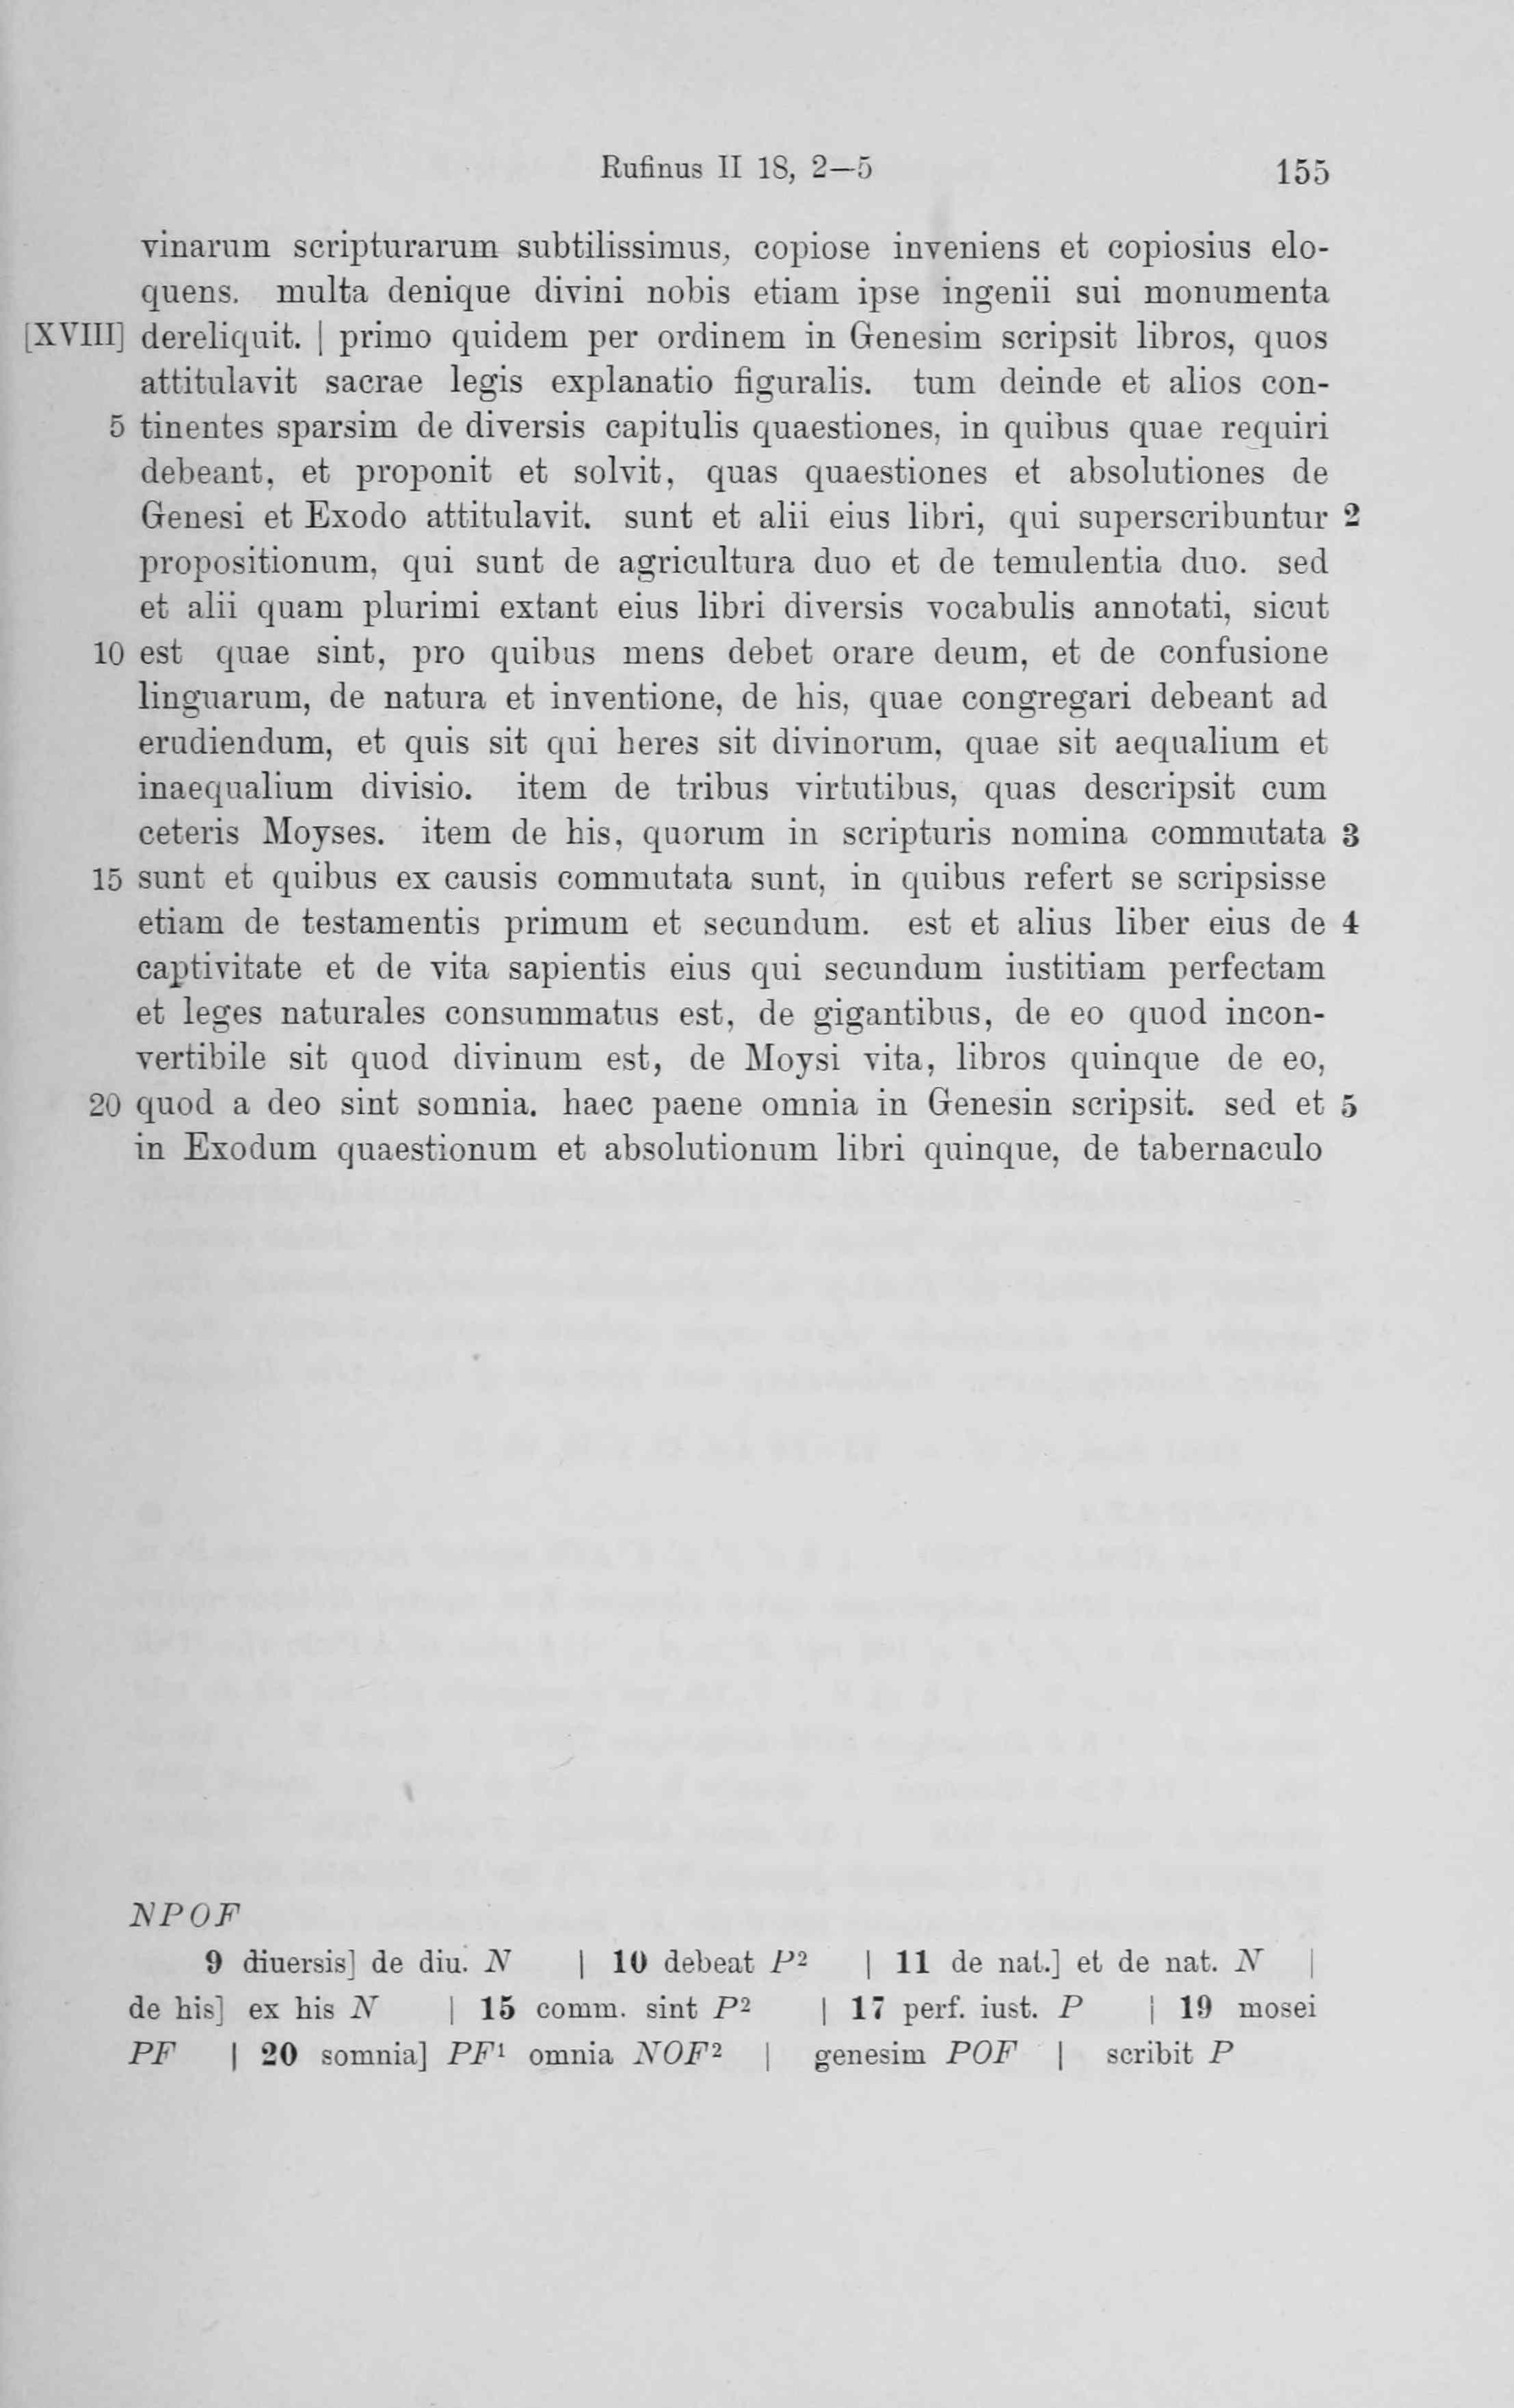 Rufinus II 18, 2—5 155
vinarum scripturarum subtilissimus, copiose inveniens et copiosius elo-
quens. multa denique divini nobis etiam ipse ingenii sui monumenta
[XVIII] dereliquit. | primo quidem per ordinem in Genesim scripsit libros, quos
attitulavit sacrae legis explanatio figuralis. tum deinde et alios con-
5 tinentes sparsim de diversis capitulis quaestiones, in quibus quae requiri
debeant, et proponit et solvit, quas quaestiones et absolutiones de
Genesi et Exodo attitulavit. sunt et alii eius libri, qui superscribuntur 2
propositionum, qui sunt de agricultura duo et de temulentia duo. sed
et alii quam plurimi extant eius libri diversis vocabulis annotati, sicut
10 est quae sint, pro quibus mens debet orare deum, et de confusione
linguarum, de natura et inventione, de his, quae congregari debeant ad
erudiendum, et quis sit qui heres sit divinorum, quae sit aequalium et
inaequalium divisio. item de tribus virtutibus, quas descripsit cum
ceteris Moyses. item de his, quorum in scripturis nomina commutata 3
15 sunt et quibus ex causis commutata sunt, in quibus refert se scripsisse
etiam de testamentis primum et secundum. est et alius liber eius de 4
captivitate et de vita sapientis eius qui secundum iustitiam perfectam
et leges naturales consummatus est, de gigantibus, de eo quod incon-
vertibile sit quod divinum est, de Moysi vita, libros quinque de eo,
20 quod a deo sint somnia. haec paene omnia in Genesin scripsit. sed et 5
in Exodum quaestionum et absolutionum libri quinque, de tabernaculo
NPOF
9 diuersis] de diu. N | 10 debeat P² | 11 de nat.] et de nat. N |
de his] ex his N | 15 comm. sint P² | 17 perf. iust. P | 19 mosei
PF | 20 somnia] PF¹ omnia NOF² | genesim POF | scribit P